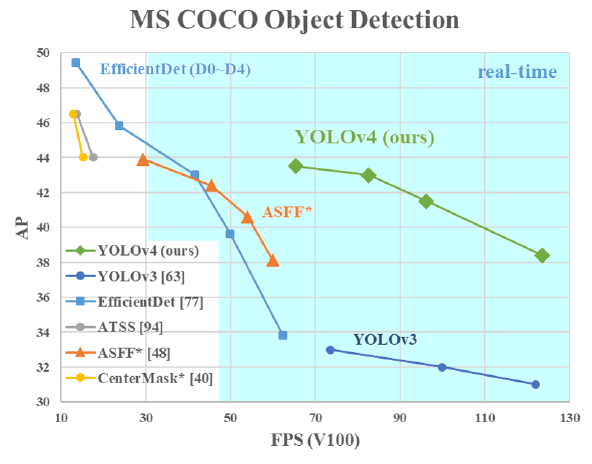 MS COCO Object Detection
50
48
46
44
42
40
38
36
34
32
30
AP
EfficientDet (D0~D4)
real-time
YOLOv4 (ours)
ASFF*
YOLOv3
YOLOv4 (ours)
YOLOv3 [63]
EfficientDet [77]
ATSS [94]
ASFF* [48]
CenterMask* [40]
10 30 50 70 90 110 130
FPS (V100)